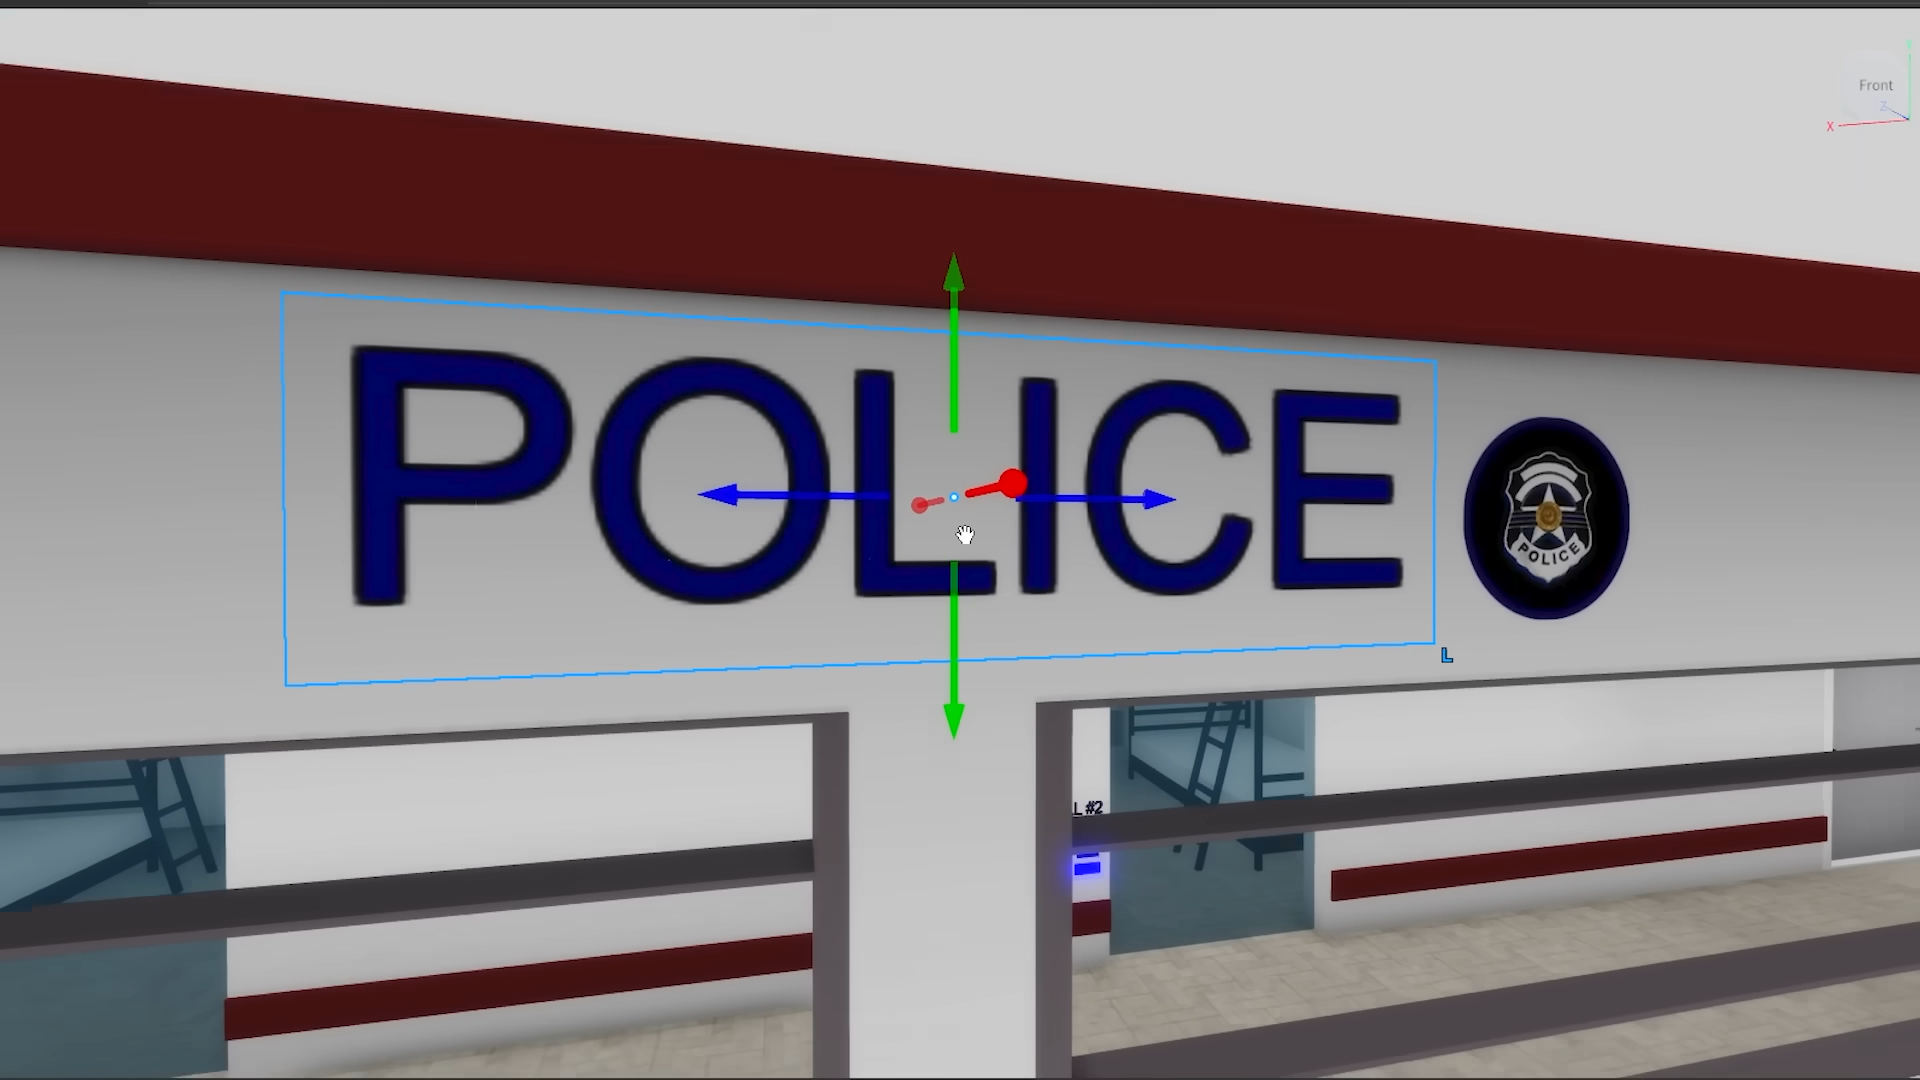 Front
Z
X
POLICE
POLICE
L
L #2